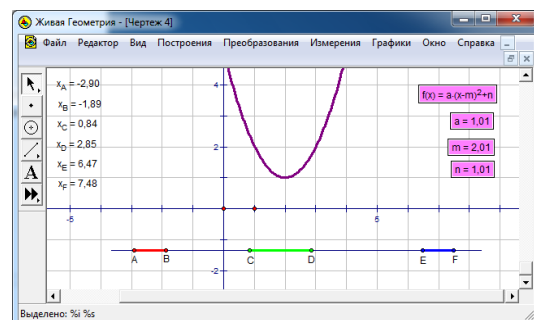 Живая Геометрия - [Чертеж 4]
Файл Редактор Вид Построения Преобразования Измерения Графики Окно Справка
x_A = -2,90
x_B = -1,89
x_C = 0,84
x_D = 2,85
x_E = 6,47
x_F = 7,48
f(x) = a·(x-m)²+n
a = 1,01
m = 2,01
n = 1,01
4
2
-5
5
-2
A B C D E F
A
Выделено: %i %s